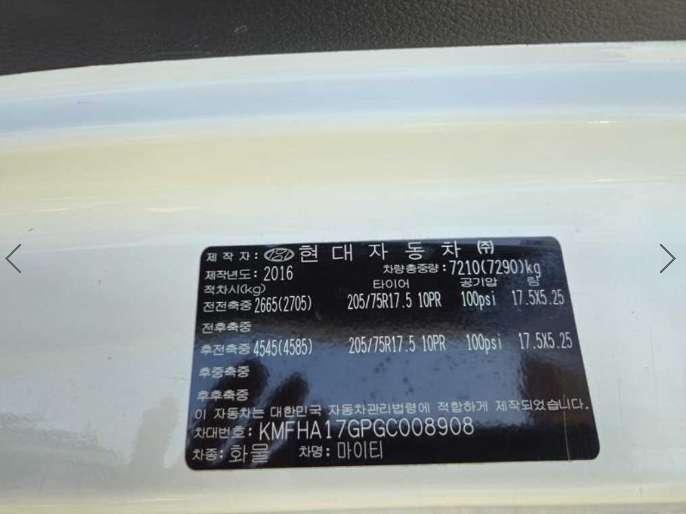 제작자: 현대자동차 ㈜
제작년도: 2016 차량총중량: 7210(7290)kg
적차시(kg) 타이어 공기압 림
전전축중 2665(2705) 205/75R17.5 10PR 100psi 17.5X5.25
전후축중
후전축중 4545(4585) 205/75R17.5 10PR 100psi 17.5X5.25
후중축중
후후축중
이 자동차는 대한민국 자동차관리법령에 적합하게 제작되었습니다.
차대번호: KMFHA17GPGC008908
차종: 화물 차명: 마이티